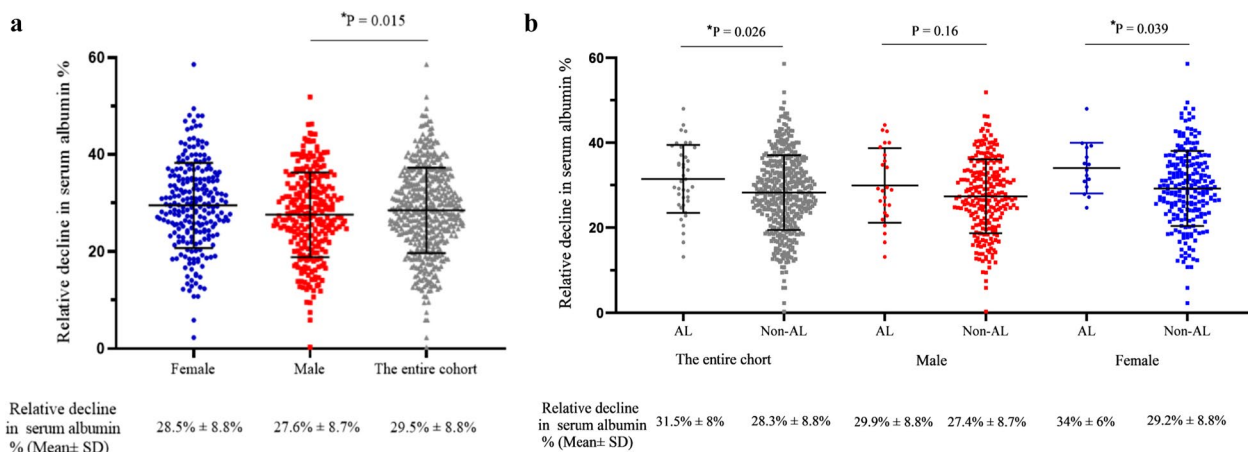 a
*P = 0.015
Relative decline in serum albumin %
60
40
20
0
Female Male The entire cohort
Relative decline
in serum albumin
% (Mean± SD)
28.5% ± 8.8% 27.6% ± 8.7% 29.5% ± 8.8%
b
*P = 0.026 P = 0.16 *P = 0.039
Relative decline in serum albumin %
60
40
20
0
AL Non-AL AL Non-AL AL Non-AL
The entire chort Male Female
Relative decline
in serum albumin
% (Mean± SD)
31.5% ± 8% 28.3% ± 8.8% 29.9% ± 8.8% 27.4% ± 8.7% 34% ± 6% 29.2% ± 8.8%